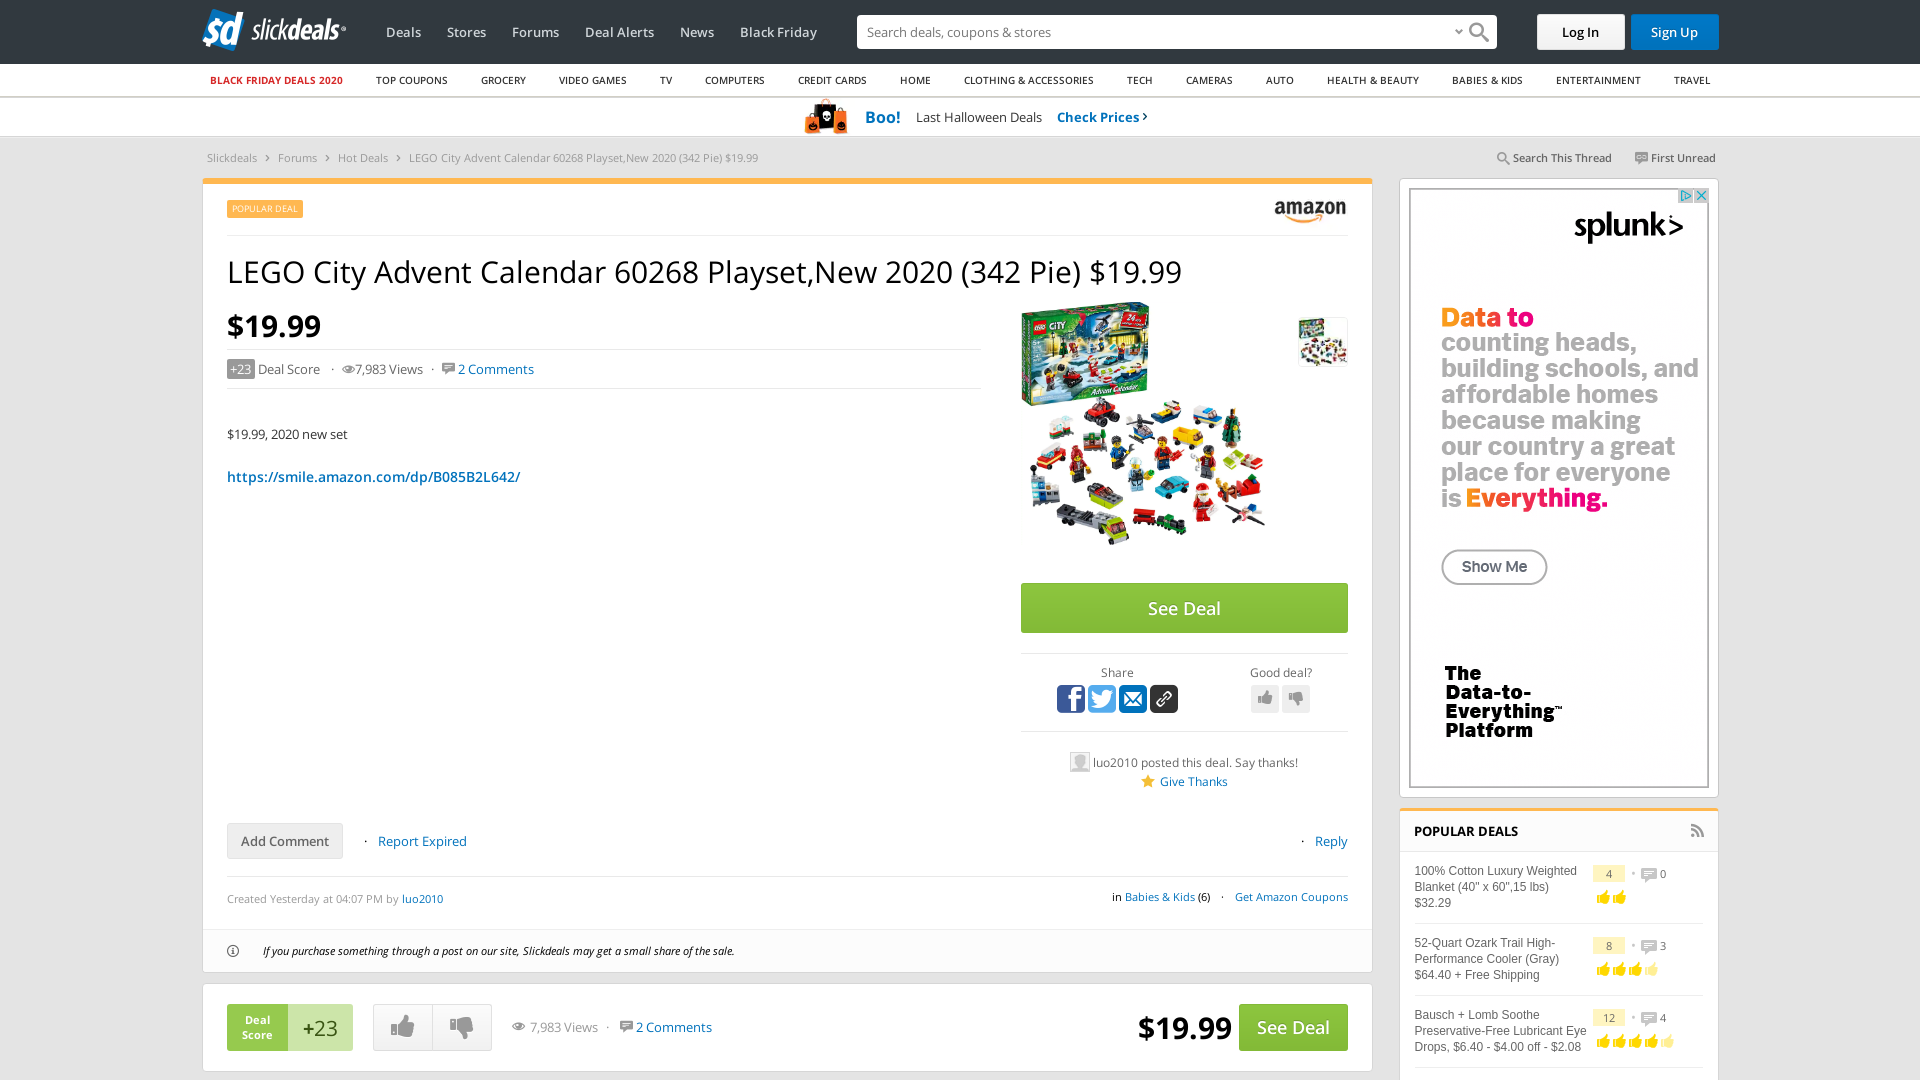 sd slickdeals
Deals
Stores
Forums
Deal Alerts
News
Black Friday
Search deals, coupons & stores
Log In
Sign Up
BLACK FRIDAY DEALS 2020
TOP COUPONS
GROCERY
VIDEO GAMES
TV
COMPUTERS
CREDIT CARDS
HOME
CLOTHING & ACCESSORIES
TECH
CAMERAS
AUTO
HEALTH & BEAUTY
BABIES & KIDS
ENTERTAINMENT
TRAVEL
Boo! Last Halloween Deals Check Prices ›
Slickdeals › Forums › Hot Deals › LEGO City Advent Calendar 60268 Playset,New 2020 (342 Pie) $19.99
Search This Thread
First Unread
POPULAR DEAL
amazon
LEGO City Advent Calendar 60268 Playset,New 2020 (342 Pie) $19.99
$19.99
+23 Deal Score · 7,983 Views · 2 Comments
$19.99, 2020 new set
https://smile.amazon.com/dp/B085B2L642/
LEGO CITY
Advent Calendar
See Deal
Share
Good deal?
luo2010 posted this deal. Say thanks!
Give Thanks
Add Comment · Report Expired
· Reply
Created Yesterday at 04:07 PM by luo2010
in Babies & Kids (6) · Get Amazon Coupons
If you purchase something through a post on our site, Slickdeals may get a small share of the sale.
Deal
Score
+23
7,983 Views · 2 Comments
$19.99
See Deal
splunk>
Data to
counting heads,
building schools, and
affordable homes
because making
our country a great
place for everyone
is Everything.
Show Me
The
Data-to-
Everything™
Platform
POPULAR DEALS
100% Cotton Luxury Weighted
Blanket (40" x 60",15 lbs)
$32.29
4 • 0
52-Quart Ozark Trail High-
Performance Cooler (Gray)
$64.40 + Free Shipping
8 • 3
Bausch + Lomb Soothe
Preservative-Free Lubricant Eye
Drops, $6.40 - $4.00 off - $2.08
12 • 4